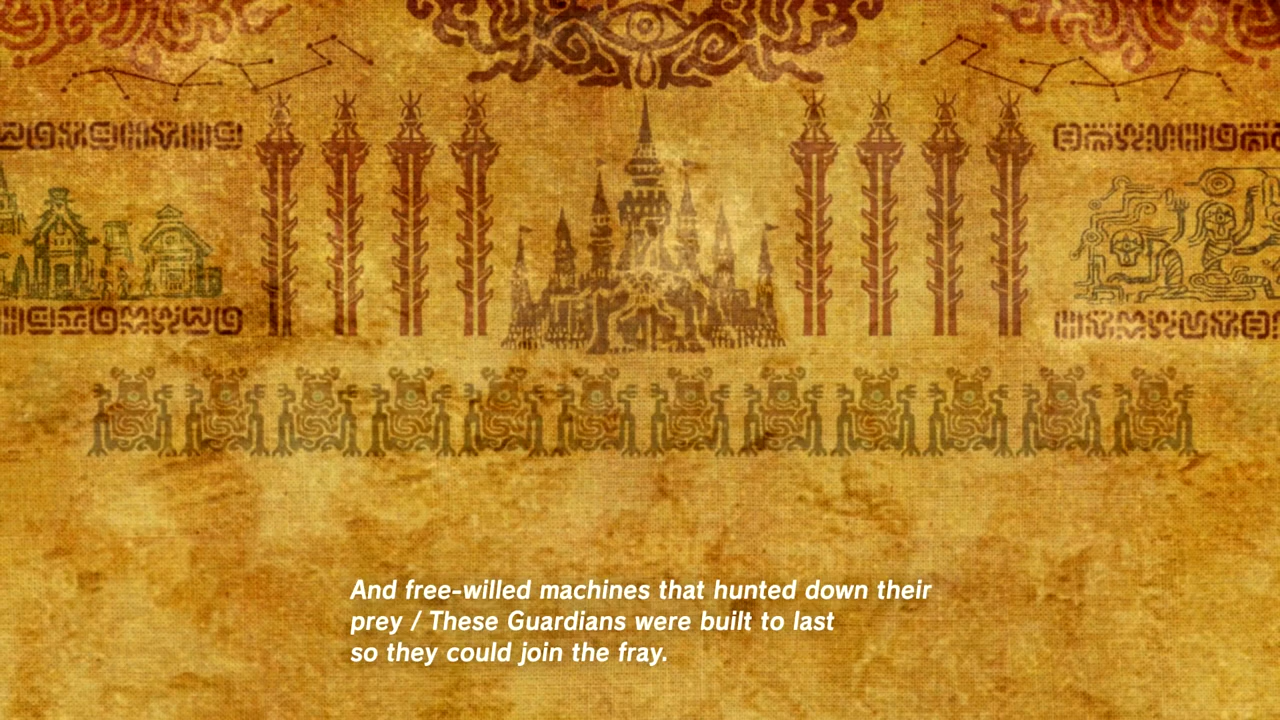 And free-willed machines that hunted down their
prey / These Guardians were built to last
so they could join the fray.